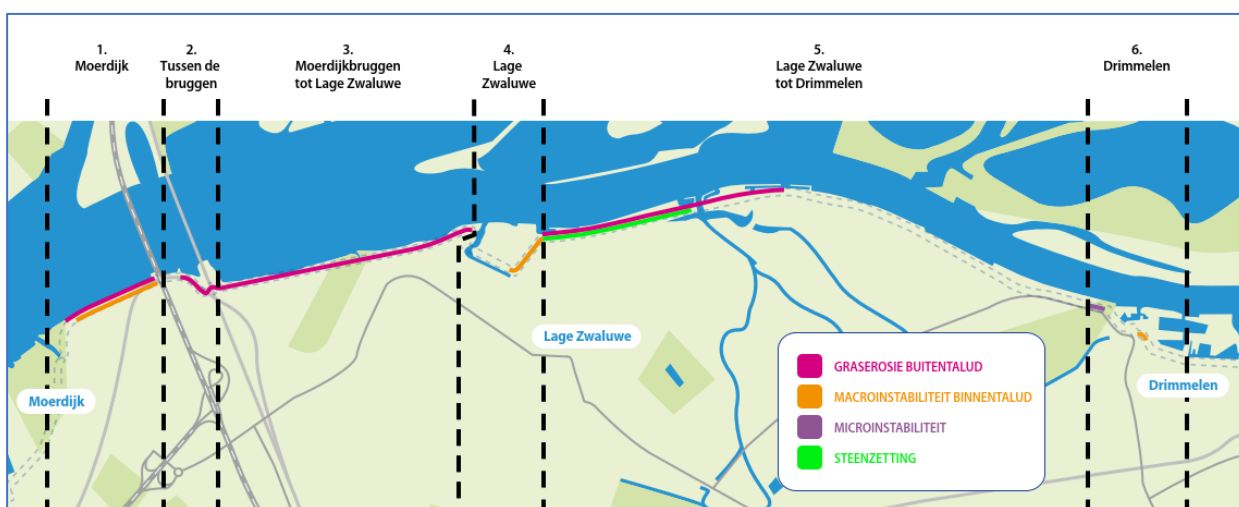 1.
Moerdijk
2.
Tussen de
bruggen
3.
Moerdijkbruggen
tot Lage Zwaluwe
4.
Lage
Zwaluwe
5.
Lage Zwaluwe
tot Drimmelen
6.
Drimmelen
Lage Zwaluwe
Moerdijk
Drimmelen
GRASEROSIE BUITENTALUD
MACROINSTABILITEIT BINNENTALUD
MICROINSTABILITEIT
STEENZETTING